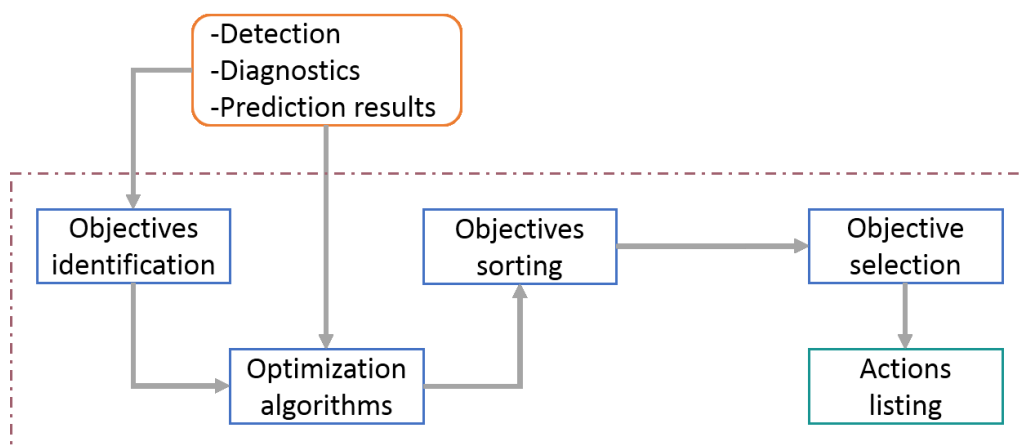 -Detection
-Diagnostics
-Prediction results
Objectives
identification
Objectives
sorting
Objective
selection
Optimization
algorithms
Actions
listing